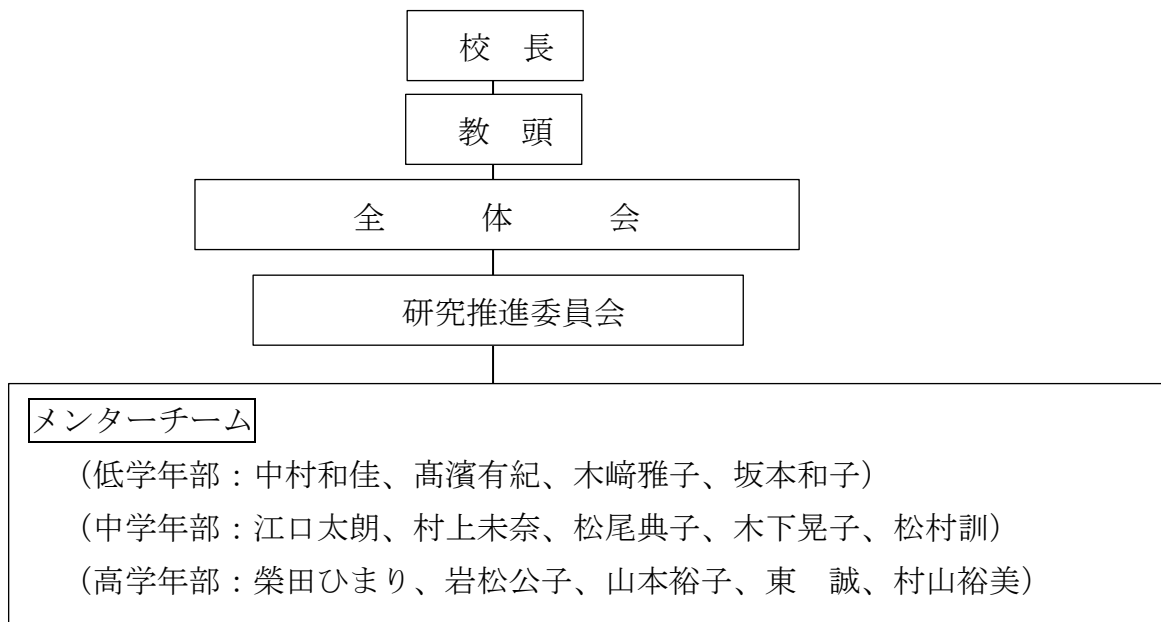 校　長
教　頭
全　体　会
研究推進委員会
メンターチーム
（低学年部：中村和佳、髙濱有紀、木﨑雅子、坂本和子）
（中学年部：江口太朗、村上未奈、松尾典子、木下晃子、松村訓）
（高学年部：榮田ひまり、岩松公子、山本裕子、東　誠、村山裕美）